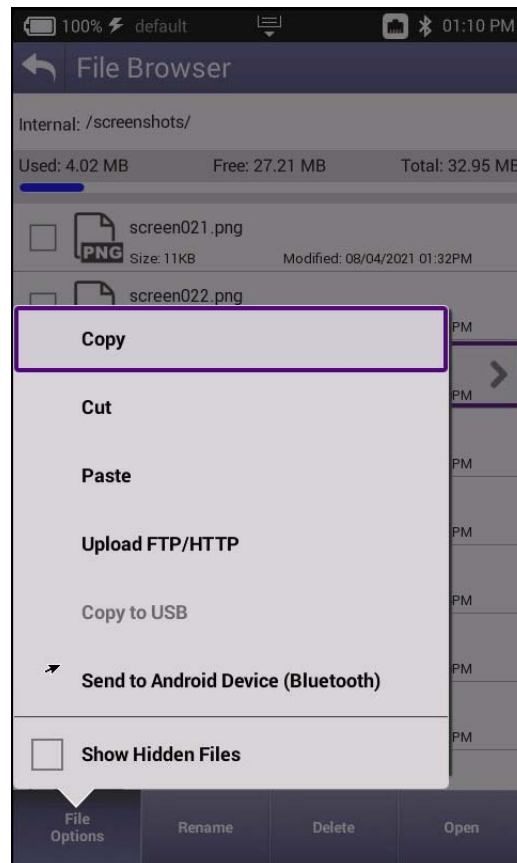 100% default 01:10 PM
File Browser
Internal: /screenshots/
Used: 4.02 MB Free: 27.21 MB Total: 32.95 MB
screen021.png
PNG
Size: 11KB Modified: 08/04/2021 01:32PM
screen022.png
PM
Copy
PM
Cut
PM
Paste
PM
Upload FTP/HTTP
PM
Copy to USB
PM
Send to Android Device (Bluetooth)
PM
Show Hidden Files
File Options
Rename
Delete
Open